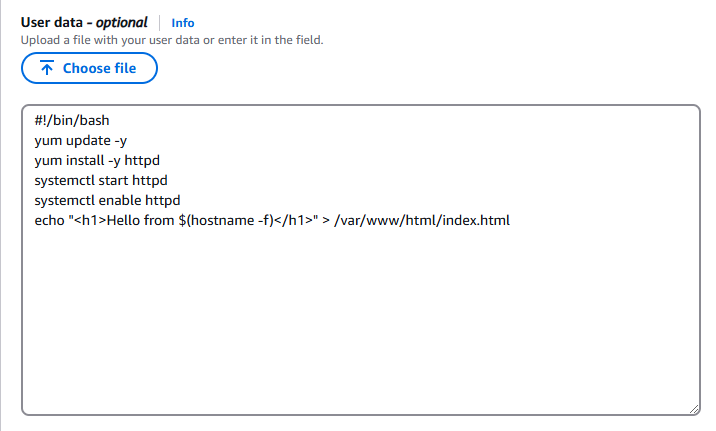 User data - optional Info
Upload a file with your user data or enter it in the field.
Choose file
#!/bin/bash
yum update -y
yum install -y httpd
systemctl start httpd
systemctl enable httpd
echo "<h1>Hello from $(hostname -f)</h1>" > /var/www/html/index.html